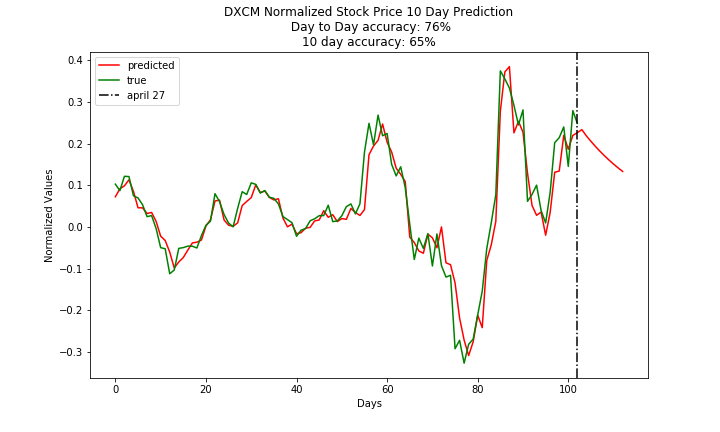 DXCM Normalized Stock Price 10 Day Prediction
Day to Day accuracy: 76%
10 day accuracy: 65%
predicted
true
april 27
Normalized Values
0.4
0.3
0.2
0.1
0.0
−0.1
−0.2
−0.3
0 20 40 60 80 100
Days